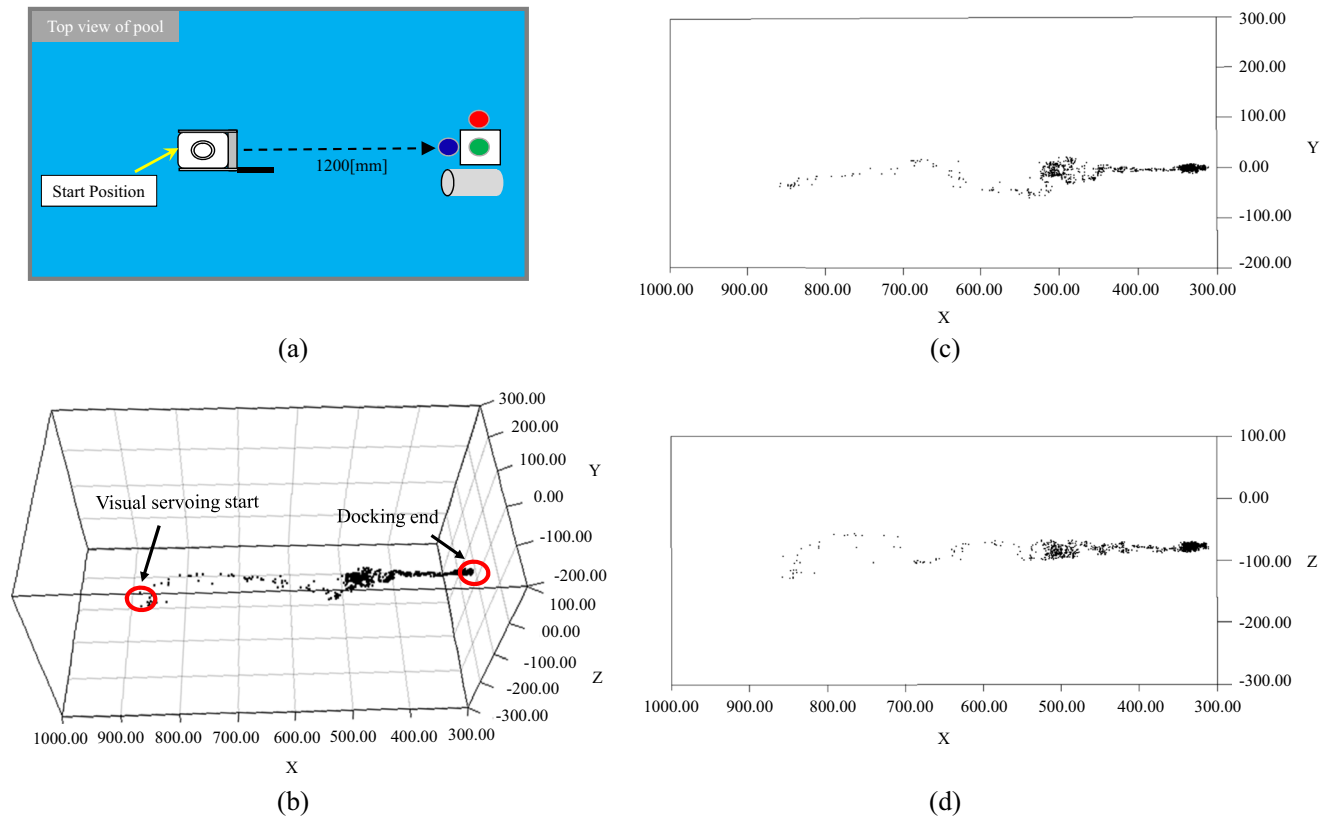 Top view of pool
1200[mm]
Start Position
(a)
300.00
200.00
100.00
0.00
-100.00
-200.00
Y
1000.00 900.00 800.00 700.00 600.00 500.00 400.00 300.00
X
(c)
300.00
200.00
100.00
0.00
-100.00
-200.00
Y
Visual servoing start
Docking end
100.00
00.00
-100.00
-200.00
-300.00
Z
1000.00 900.00 800.00 700.00 600.00 500.00 400.00 300.00
X
(b)
100.00
0.00
-100.00
-200.00
-300.00
Z
1000.00 900.00 800.00 700.00 600.00 500.00 400.00 300.00
X
(d)